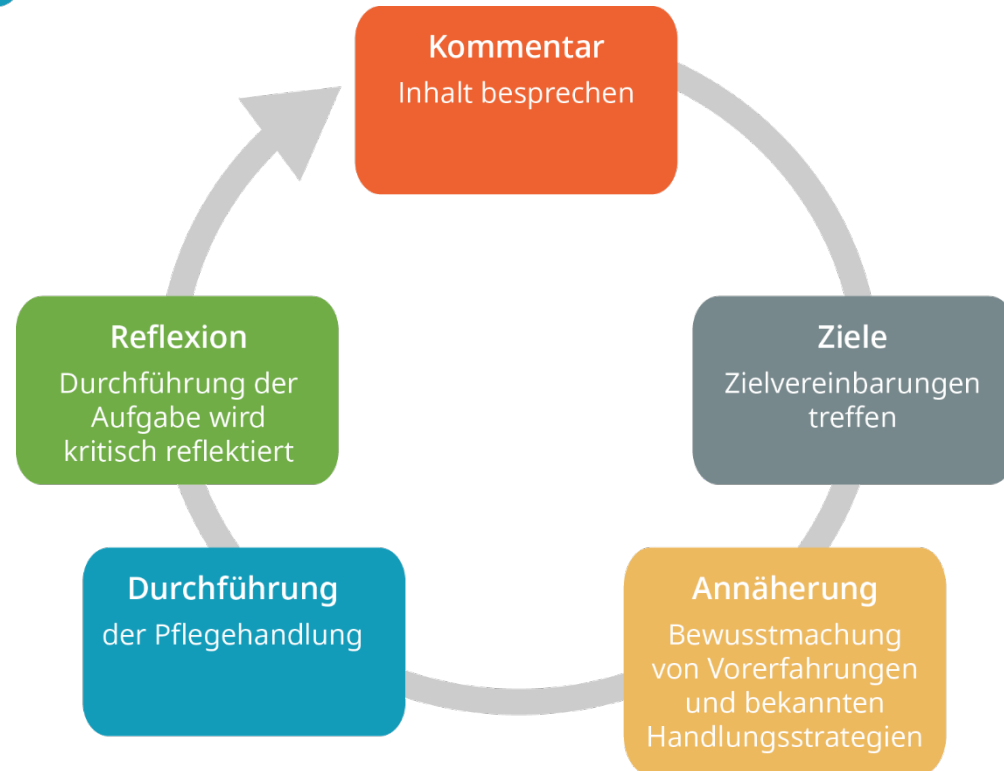 Kommentar
Inhalt besprechen
Ziele
Zielvereinbarungen
treffen
Annäherung
Bewusstmachung
von Vorerfahrungen
und bekannten
Handlungsstrategien
Durchführung
der Pflegehandlung
Reflexion
Durchführung der
Aufgabe wird
kritisch reflektiert